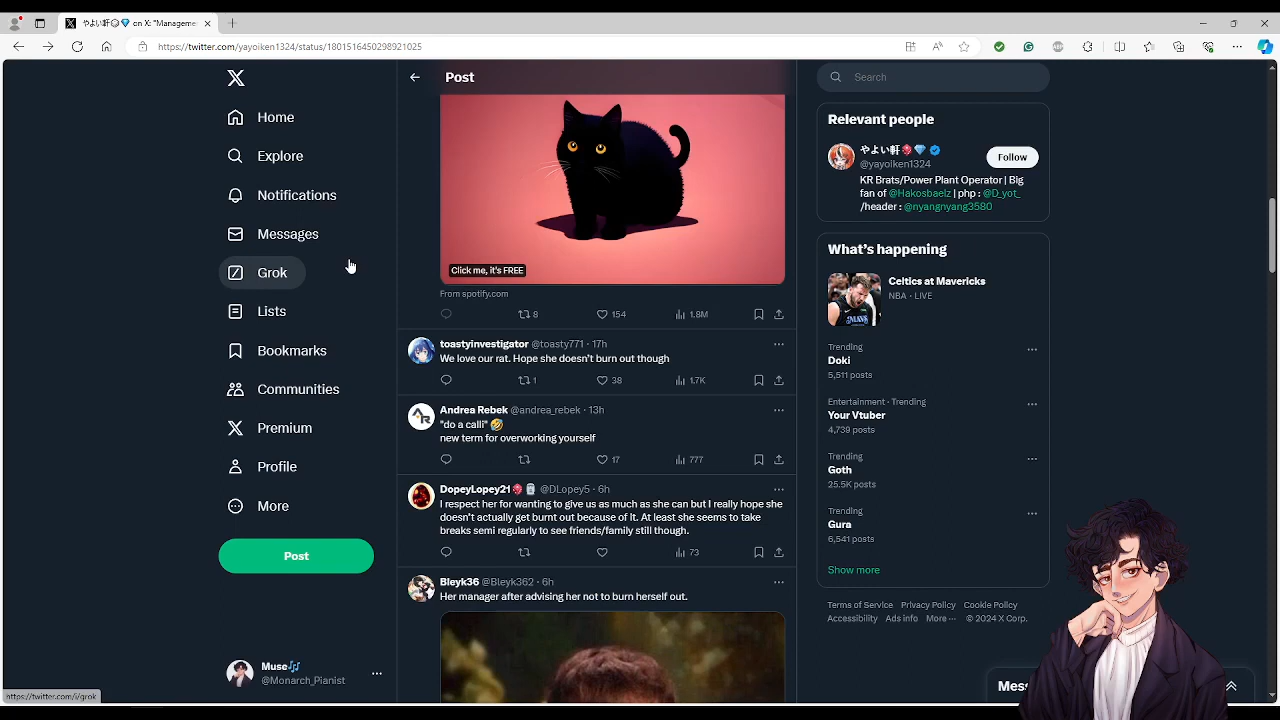 やよい軒🎲💎 on X: "Manageme
https://twitter.com/yayoiken1324/status/1801516450298921025
Home
Explore
Notifications
Messages
Grok
Lists
Bookmarks
Communities
Premium
Profile
More
Post
Muse🎶
@Monarch_Pianist
https://twitter.com/i/grok
Post
Click me, it's FREE
From spotify.com
8
154
1.8M
toastyinvestigator @toasty771 · 17h
We love our rat. Hope she doesn't burn out though
1
38
1.7K
Andrea Rebek @andrea_rebek · 13h
"do a calli" 🤣
new term for overworking yourself
17
777
DopeyLopey21 @DLopey5 · 6h
I respect her for wanting to give us as much as she can but I really hope she
doesn't actually get burnt out because of It. At least she seems to take
breaks semi regularly to see friends/family still though.
73
Bleyk36 @Bleyk362 · 6h
Her manager after advising her not to burn herself out.
Search
Relevant people
やよい軒🎲💎
@yayoiken1324
Follow
KR Brats/Power Plant Operator | Big
fan of @Hakosbaelz | php : @D_yot_
/header : @nyangnyang3580
What's happening
Celtics at Mavericks
NBA · LIVE
Trending
Doki
5,511 posts
Entertainment · Trending
Your Vtuber
4,739 posts
Trending
Goth
25.5K posts
Trending
Gura
6,541 posts
Show more
Terms of Service Privacy Policy Cookie Policy
Accessibility Ads info More ··· © 2024 X Corp.